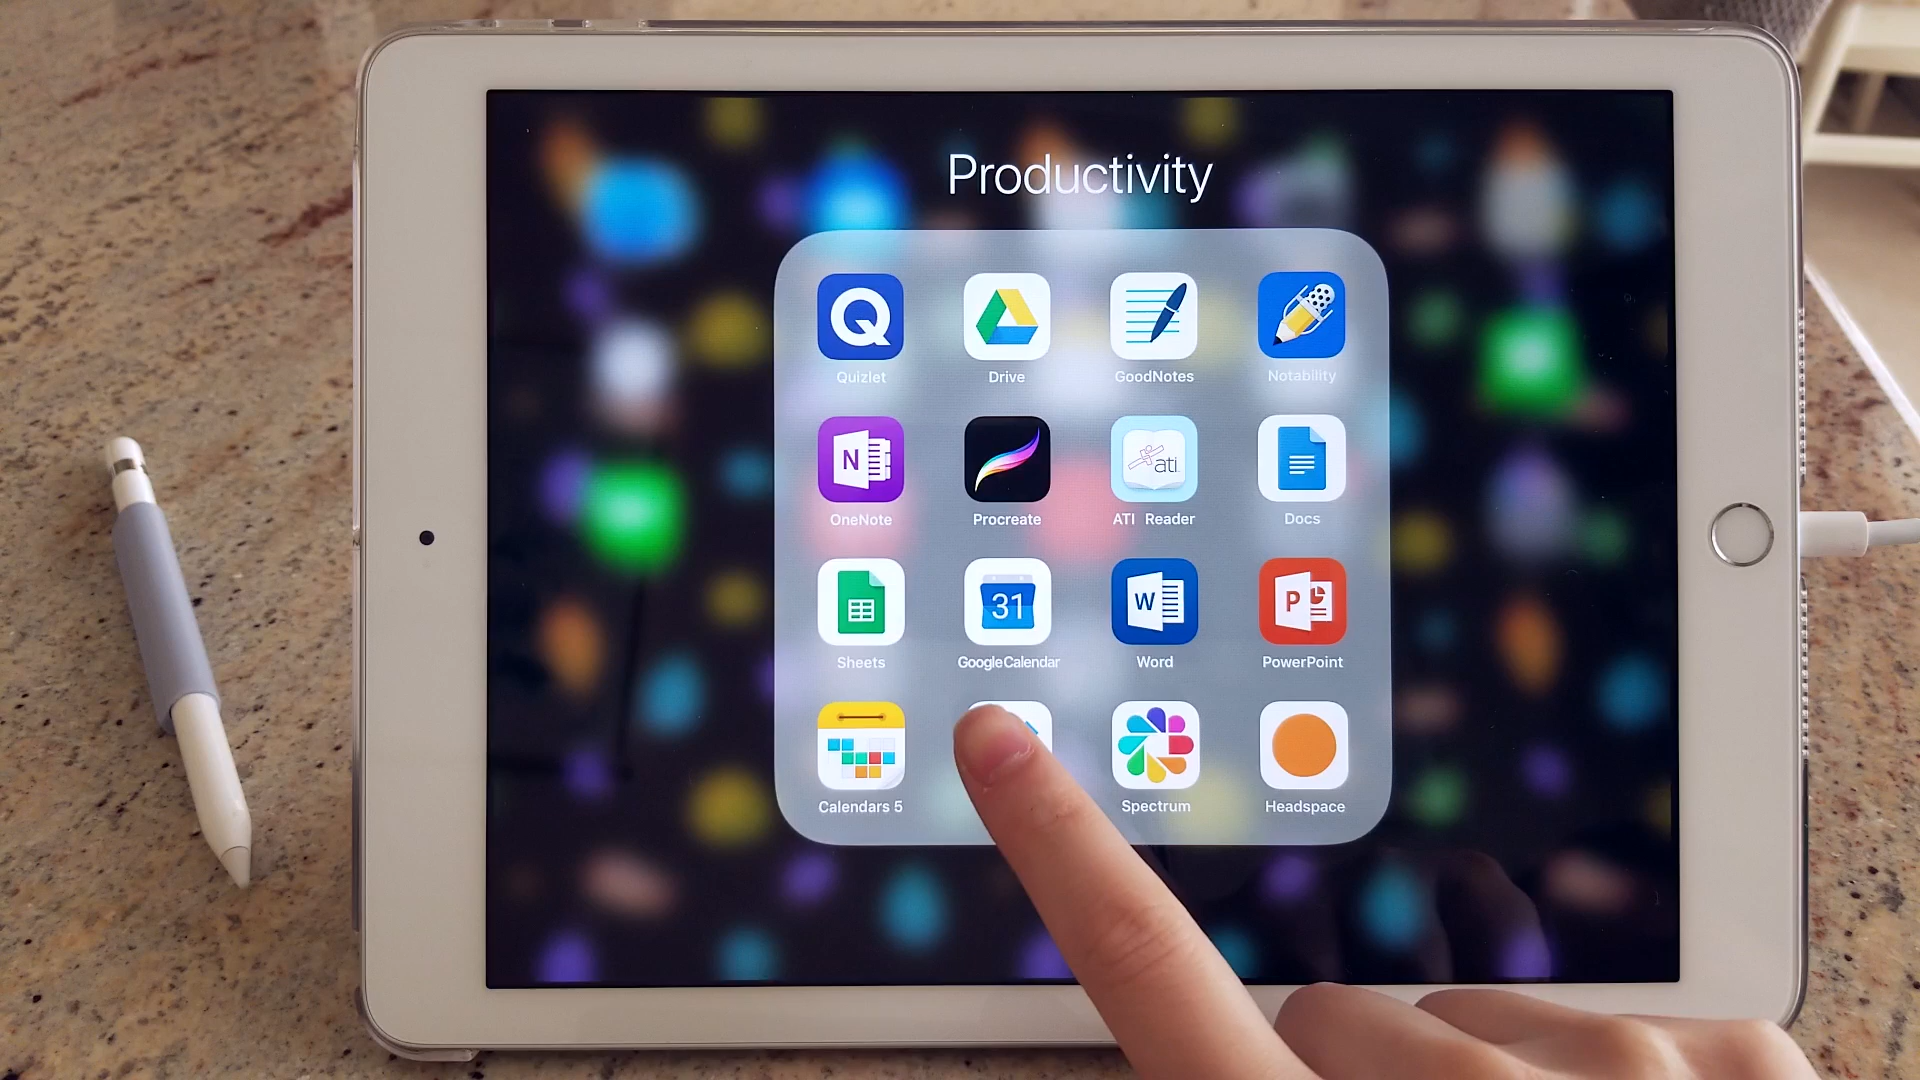 Productivity
Quizlet
Drive
GoodNotes
Notability
N
ati
OneNote
Procreate
ATI Reader
Docs
31
W
P
Sheets
Google Calendar
Word
PowerPoint
Calendars 5
Spectrum
Headspace